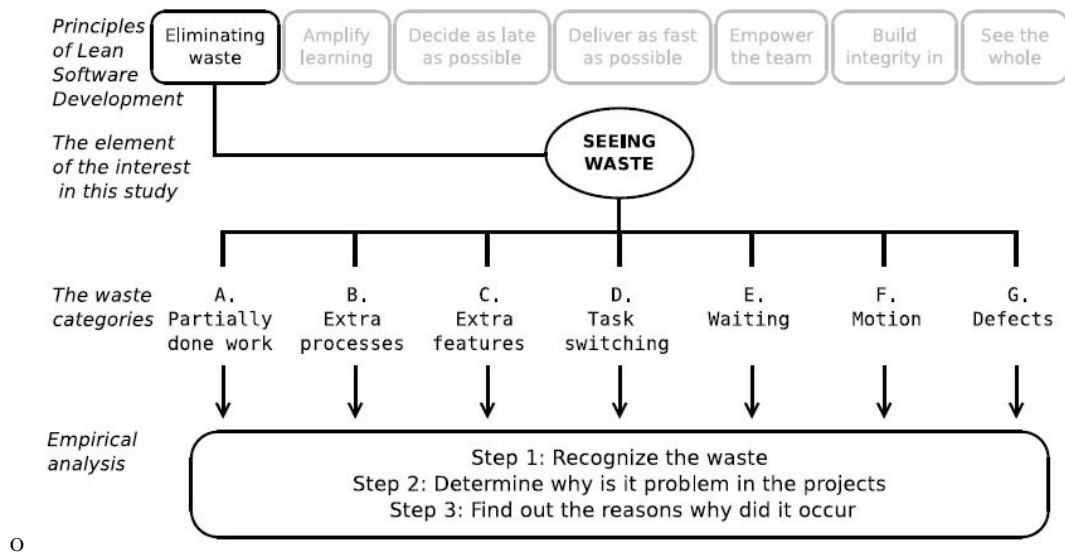 Principles
of Lean
Software
Development
Eliminating
waste
Amplify
learning
Decide as late
as possible
Deliver as fast
as possible
Empower
the team
Build
integrity in
See the
whole
The element
of the interest
in this study
SEEING
WASTE
The waste
categories
A.
Partially
done work
B.
Extra
processes
C.
Extra
features
D.
Task
switching
E.
Waiting
F.
Motion
G.
Defects
Empirical
analysis
Step 1: Recognize the waste
Step 2: Determine why is it problem in the projects
Step 3: Find out the reasons why did it occur
O